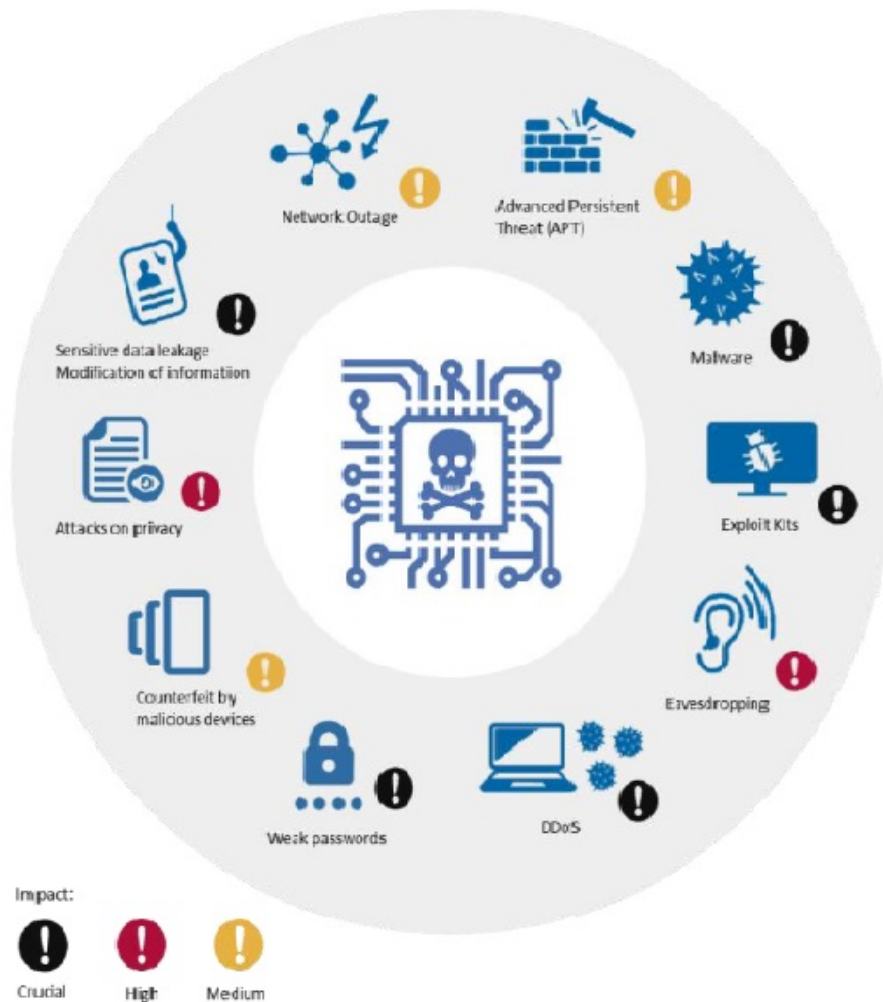 Network Outage
Advanced Persistent
Threat (APT)
Sensitive data leakage
Modification of information
Malware
Attacks on privacy
Exploit Kits
Counterfeit by
malicious devices
Eavesdropping
Weak passwords
DDoS
Impact:
Crucial
High
Medium